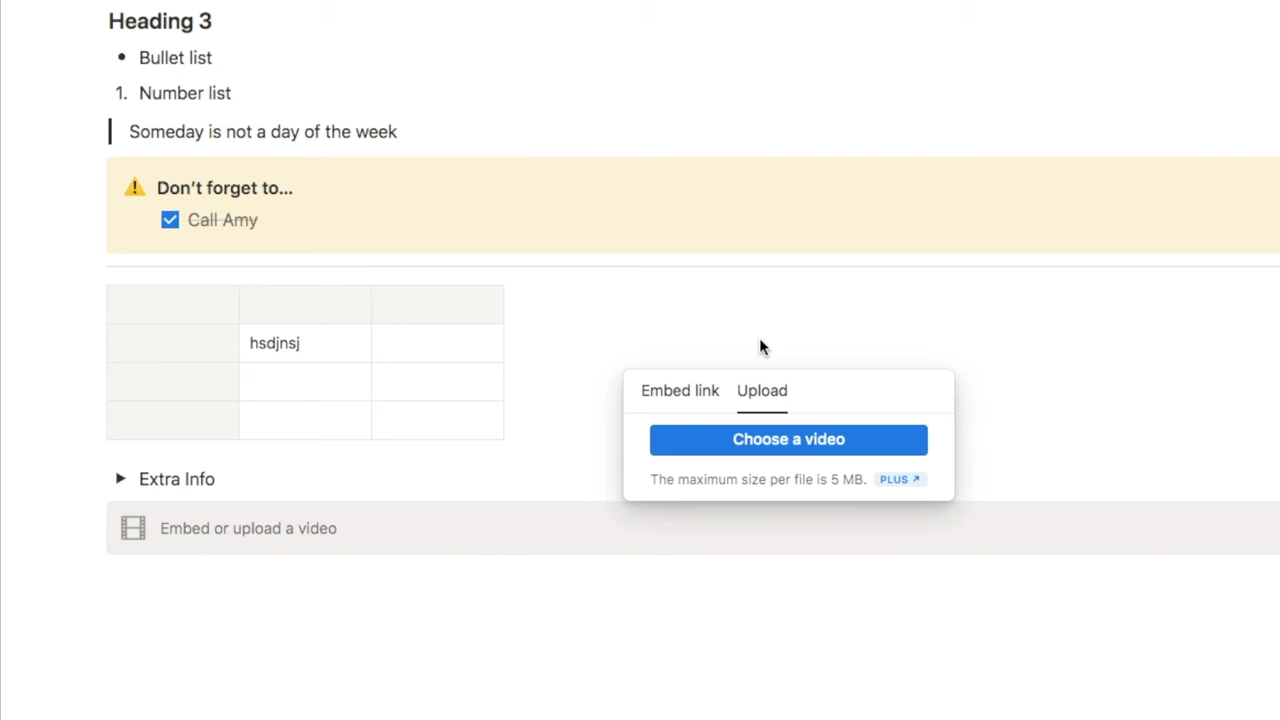 Heading 3
• Bullet list
1. Number list
Someday is not a day of the week
Don't forget to...
Call Amy
hsdjnsj
Embed link Upload
Choose a video
The maximum size per file is 5 MB. PLUS ↗
Extra Info
Embed or upload a video